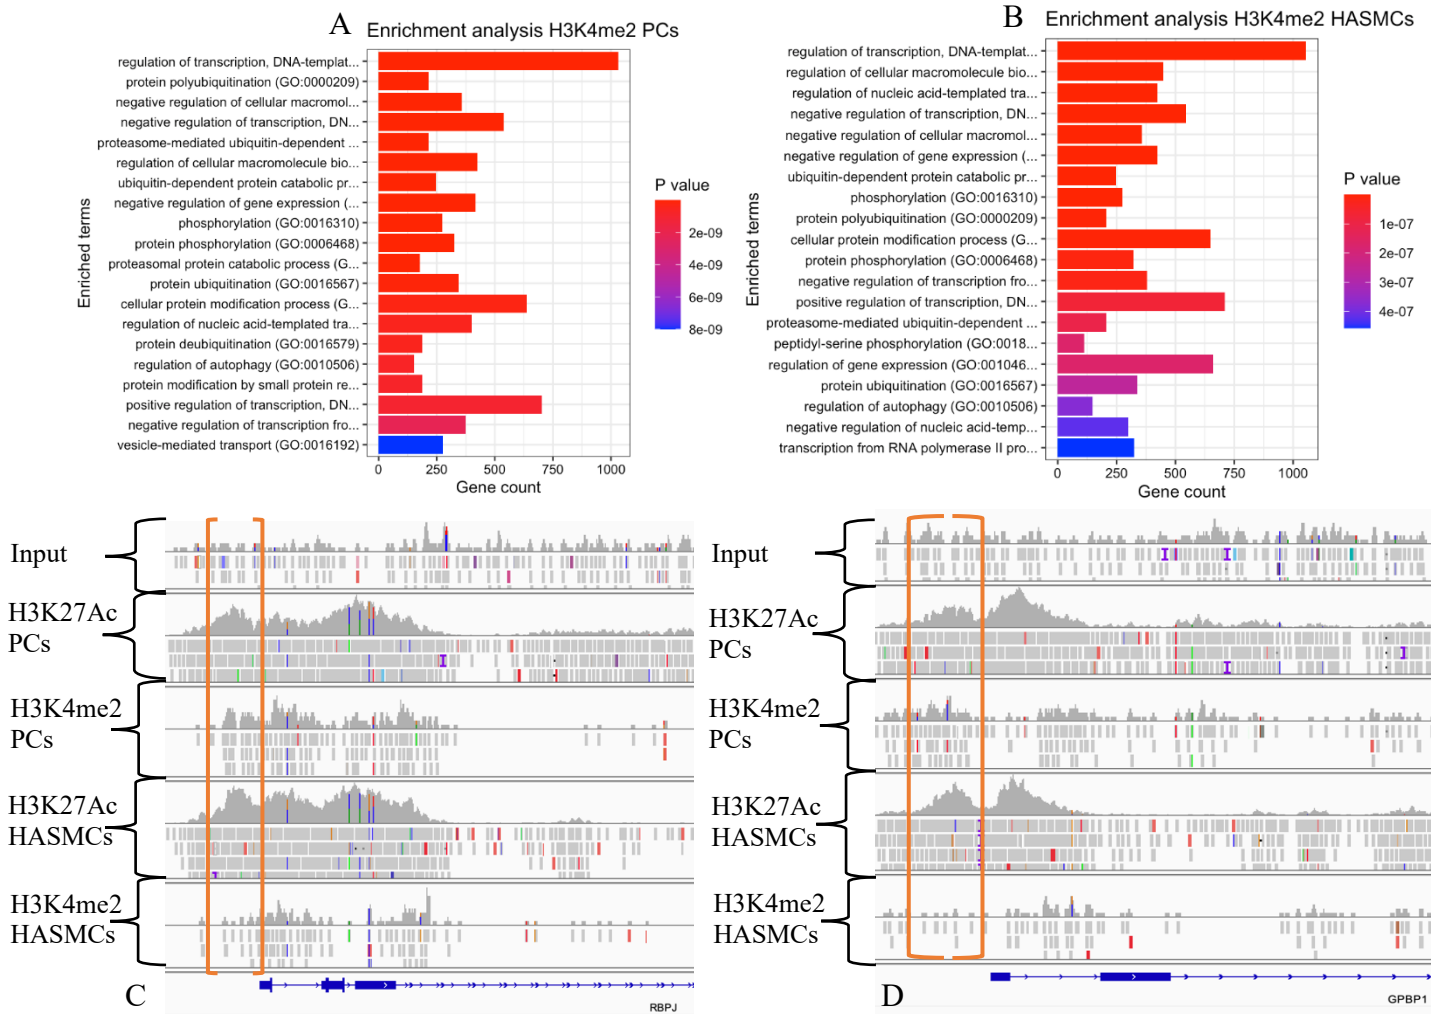 A
Enrichment analysis H3K4me2 PCs
Enriched terms
regulation of transcription, DNA-templat...
protein polyubiquitination (GO:0000209)
negative regulation of cellular macromol...
negative regulation of transcription, DN...
proteasome-mediated ubiquitin-dependent ...
regulation of cellular macromolecule bio...
ubiquitin-dependent protein catabolic pr...
negative regulation of gene expression (...
phosphorylation (GO:0016310)
protein phosphorylation (GO:0006468)
proteasomal protein catabolic process (G...
protein ubiquitination (GO:0016567)
cellular protein modification process (G...
regulation of nucleic acid-templated tra...
protein deubiquitination (GO:0016579)
regulation of autophagy (GO:0010506)
protein modification by small protein re...
positive regulation of transcription, DN...
negative regulation of transcription fro...
vesicle-mediated transport (GO:0016192)
0 250 500 750 1000
Gene count
P value
2e-09
4e-09
6e-09
8e-09
B
Enrichment analysis H3K4me2 HASMCs
Enriched terms
regulation of transcription, DNA-templat...
regulation of cellular macromolecule bio...
regulation of nucleic acid-templated tra...
negative regulation of transcription, DN...
negative regulation of cellular macromol...
negative regulation of gene expression (...
ubiquitin-dependent protein catabolic pr...
phosphorylation (GO:0016310)
protein polyubiquitination (GO:0000209)
cellular protein modification process (G...
protein phosphorylation (GO:0006468)
negative regulation of transcription fro...
positive regulation of transcription, DN...
proteasome-mediated ubiquitin-dependent ...
peptidyl-serine phosphorylation (GO:0018...
regulation of gene expression (GO:001046...
protein ubiquitination (GO:0016567)
regulation of autophagy (GO:0010506)
negative regulation of nucleic acid-temp...
transcription from RNA polymerase II pro...
0 250 500 750 1000
Gene count
P value
1e-07
2e-07
3e-07
4e-07
Input
H3K27Ac
PCs
H3K4me2
PCs
H3K27Ac
HASMCs
H3K4me2
HASMCs
C
RBPJ
Input
H3K27Ac
PCs
H3K4me2
PCs
H3K27Ac
HASMCs
H3K4me2
HASMCs
D
GPBP1